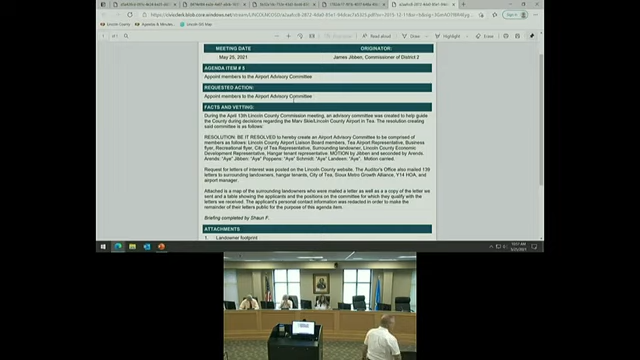 MEETING DATE
ORIGINATOR:
May 25, 2021
James Jibben, Commissioner of District 2
AGENDA ITEM # 8
Appoint members to the Airport Advisory Committee
REQUESTED ACTION:
Appoint members to the Airport Advisory Committee
FACTS AND VETTING:
During the April 13th Lincoln County Commission meeting, an advisory committee was created to help guide
the County during decisions regarding the Marv Skie/Lincoln County Airport in Tea. The resolution creating
said committee is as follows:
RESOLUTION: BE IT RESOLVED to hereby create an Airport Advisory Committee to be comprised of
members as follows: Lincoln County Airport Liaison Board members, Tea Airport Representative, Business
flyer, Recreational flyer, City of Tea Representative, Surrounding landowner, Lincoln County Economic
Development Representative, Hangar tenant representative. MOTION by Jibben and seconded by Arends.
Arends: "Aye" Jibben: "Aye" Poppens: "Aye" Schmidt: "Aye" Landeen: "Aye". Motion carried.
Request for letters of interest was posted on the Lincoln County website. The Auditor's Office also mailed 139
letters to surrounding landowners, hangar tenants, City of Tea, Sioux Metro Growth Alliance, Y14 HOA, and
airport manager.
Attached is a map of the surrounding landowners who were mailed a letter as well as a copy of the letter we
sent and a table showing the applicants and the positions on the committee for which they qualify with the
letters we received. The applicant's personal contact information was redacted in order to make the
remainder of their letters public for the purpose of this agenda item.
Briefing completed by Shaun F.
ATTACHMENTS
1. Landowner footprint